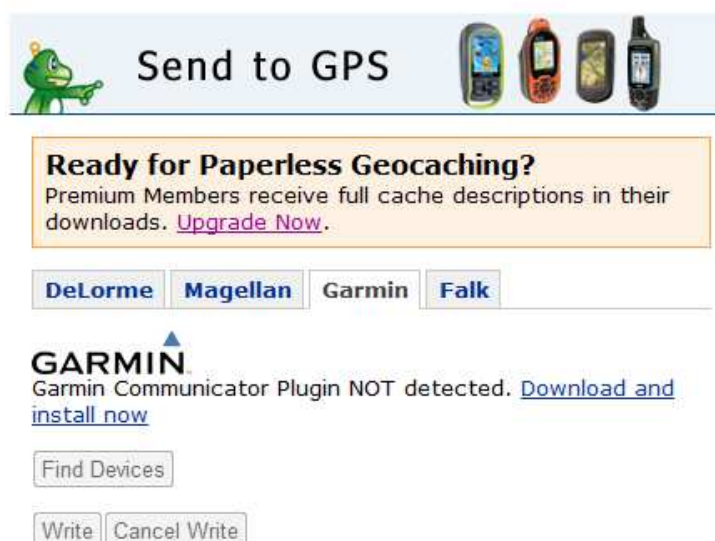 Send to GPS
Ready for Paperless Geocaching?
Premium Members receive full cache descriptions in their
downloads. Upgrade Now.
DeLorme Magellan Garmin Falk
GARMIN
Garmin Communicator Plugin NOT detected. Download and
install now
Find Devices
Write Cancel Write